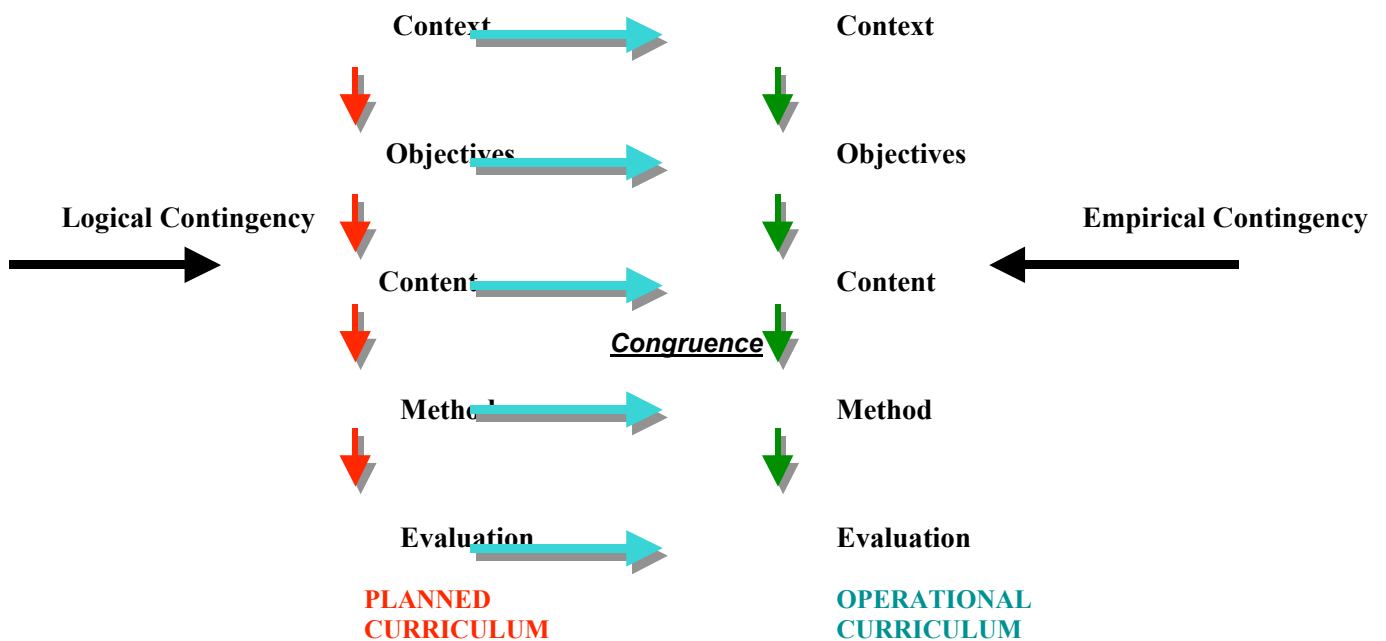 Context Context
Objectives Objectives
Logical Contingency Empirical Contingency
Content Content
Congruence
Method Method
Evaluation Evaluation
PLANNED OPERATIONAL
CURRICULUM CURRICULUM